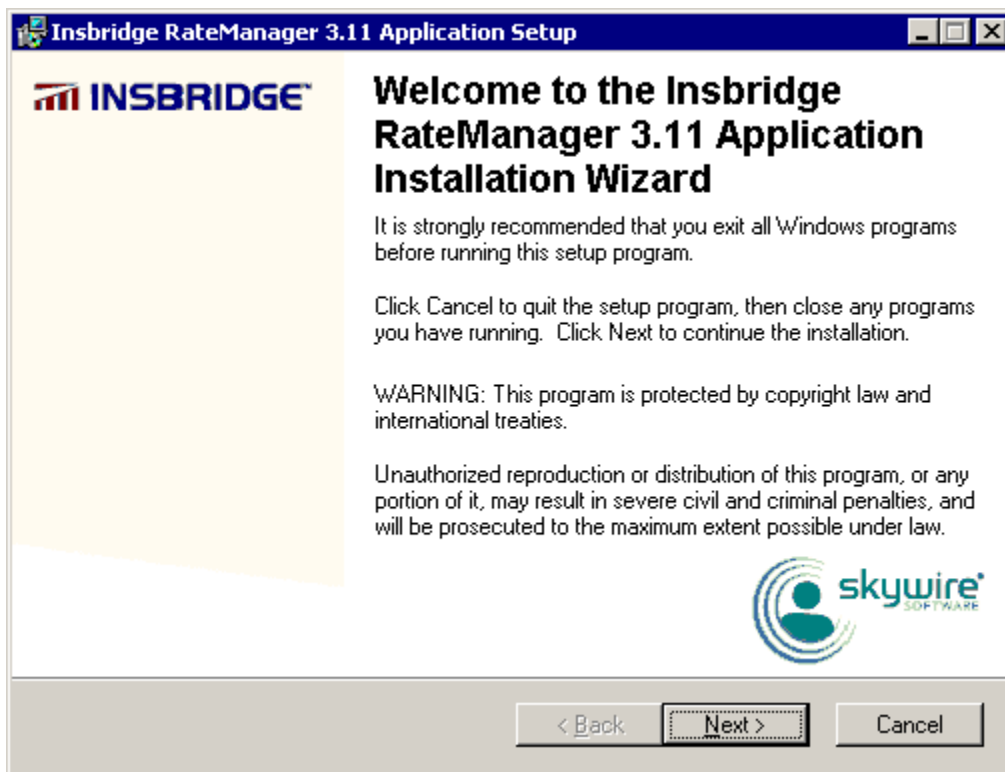 Insbridge RateManager 3.11 Application Setup
INSBRIDGE™
Welcome to the Insbridge
RateManager 3.11 Application
Installation Wizard
It is strongly recommended that you exit all Windows programs
before running this setup program.
Click Cancel to quit the setup program, then close any programs
you have running.  Click Next to continue the installation.
WARNING: This program is protected by copyright law and
international treaties.
Unauthorized reproduction or distribution of this program, or any
portion of it, may result in severe civil and criminal penalties, and
will be prosecuted to the maximum extent possible under law.
skywire
SOFTWARE
< Back
Next >
Cancel